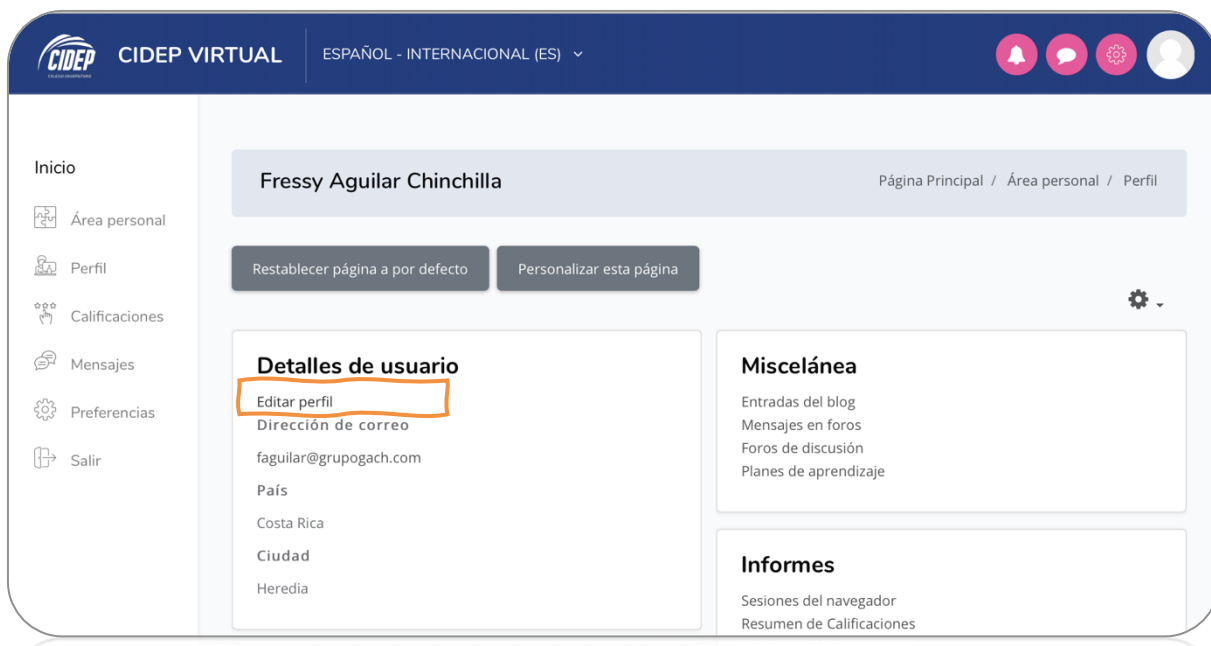 CIDEP
CIDEP VIRTUAL
ESPAÑOL - INTERNACIONAL (ES)
Inicio
Área personal
Perfil
Calificaciones
Mensajes
Preferencias
Salir
Fressy Aguilar Chinchilla
Página Principal / Área personal / Perfil
Restablecer página a por defecto
Personalizar esta página
Detalles de usuario
Editar perfil
Dirección de correo
faguilar@grupogach.com
País
Costa Rica
Ciudad
Heredia
Miscelánea
Entradas del blog
Mensajes en foros
Foros de discusión
Planes de aprendizaje
Informes
Sesiones del navegador
Resumen de Calificaciones